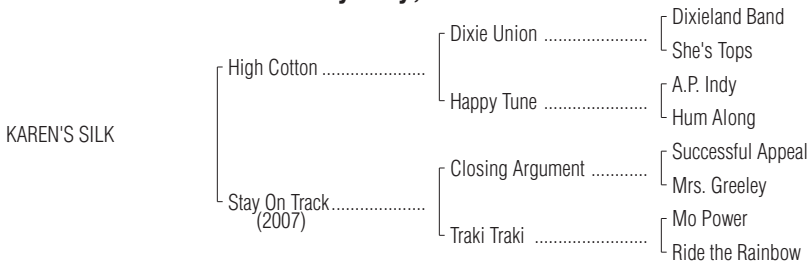 Dixieland Band
Dixie Union ......................
She's Tops
High Cotton ......................
A.P. Indy
Happy Tune ......................
Hum Along
KAREN'S SILK
Successful Appeal
Closing Argument ............
Mrs. Greeley
Stay On Track....................
(2007)
Mo Power
Traki Traki ........................
Ride the Rainbow